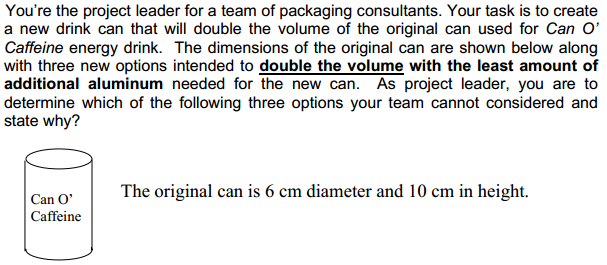 You're the project leader for a team of packaging consultants. Your task is to create
a new drink can that will double the volume of the original can used for Can O'
Caffeine energy drink. The dimensions of the original can are shown below along
with three new options intended to double the volume with the least amount of
additional aluminum needed for the new can. As project leader, you are to
determine which of the following three options your team cannot considered and
state why?
The original can is 6 cm diameter and 10 cm in height.
Can O'
Caffeine